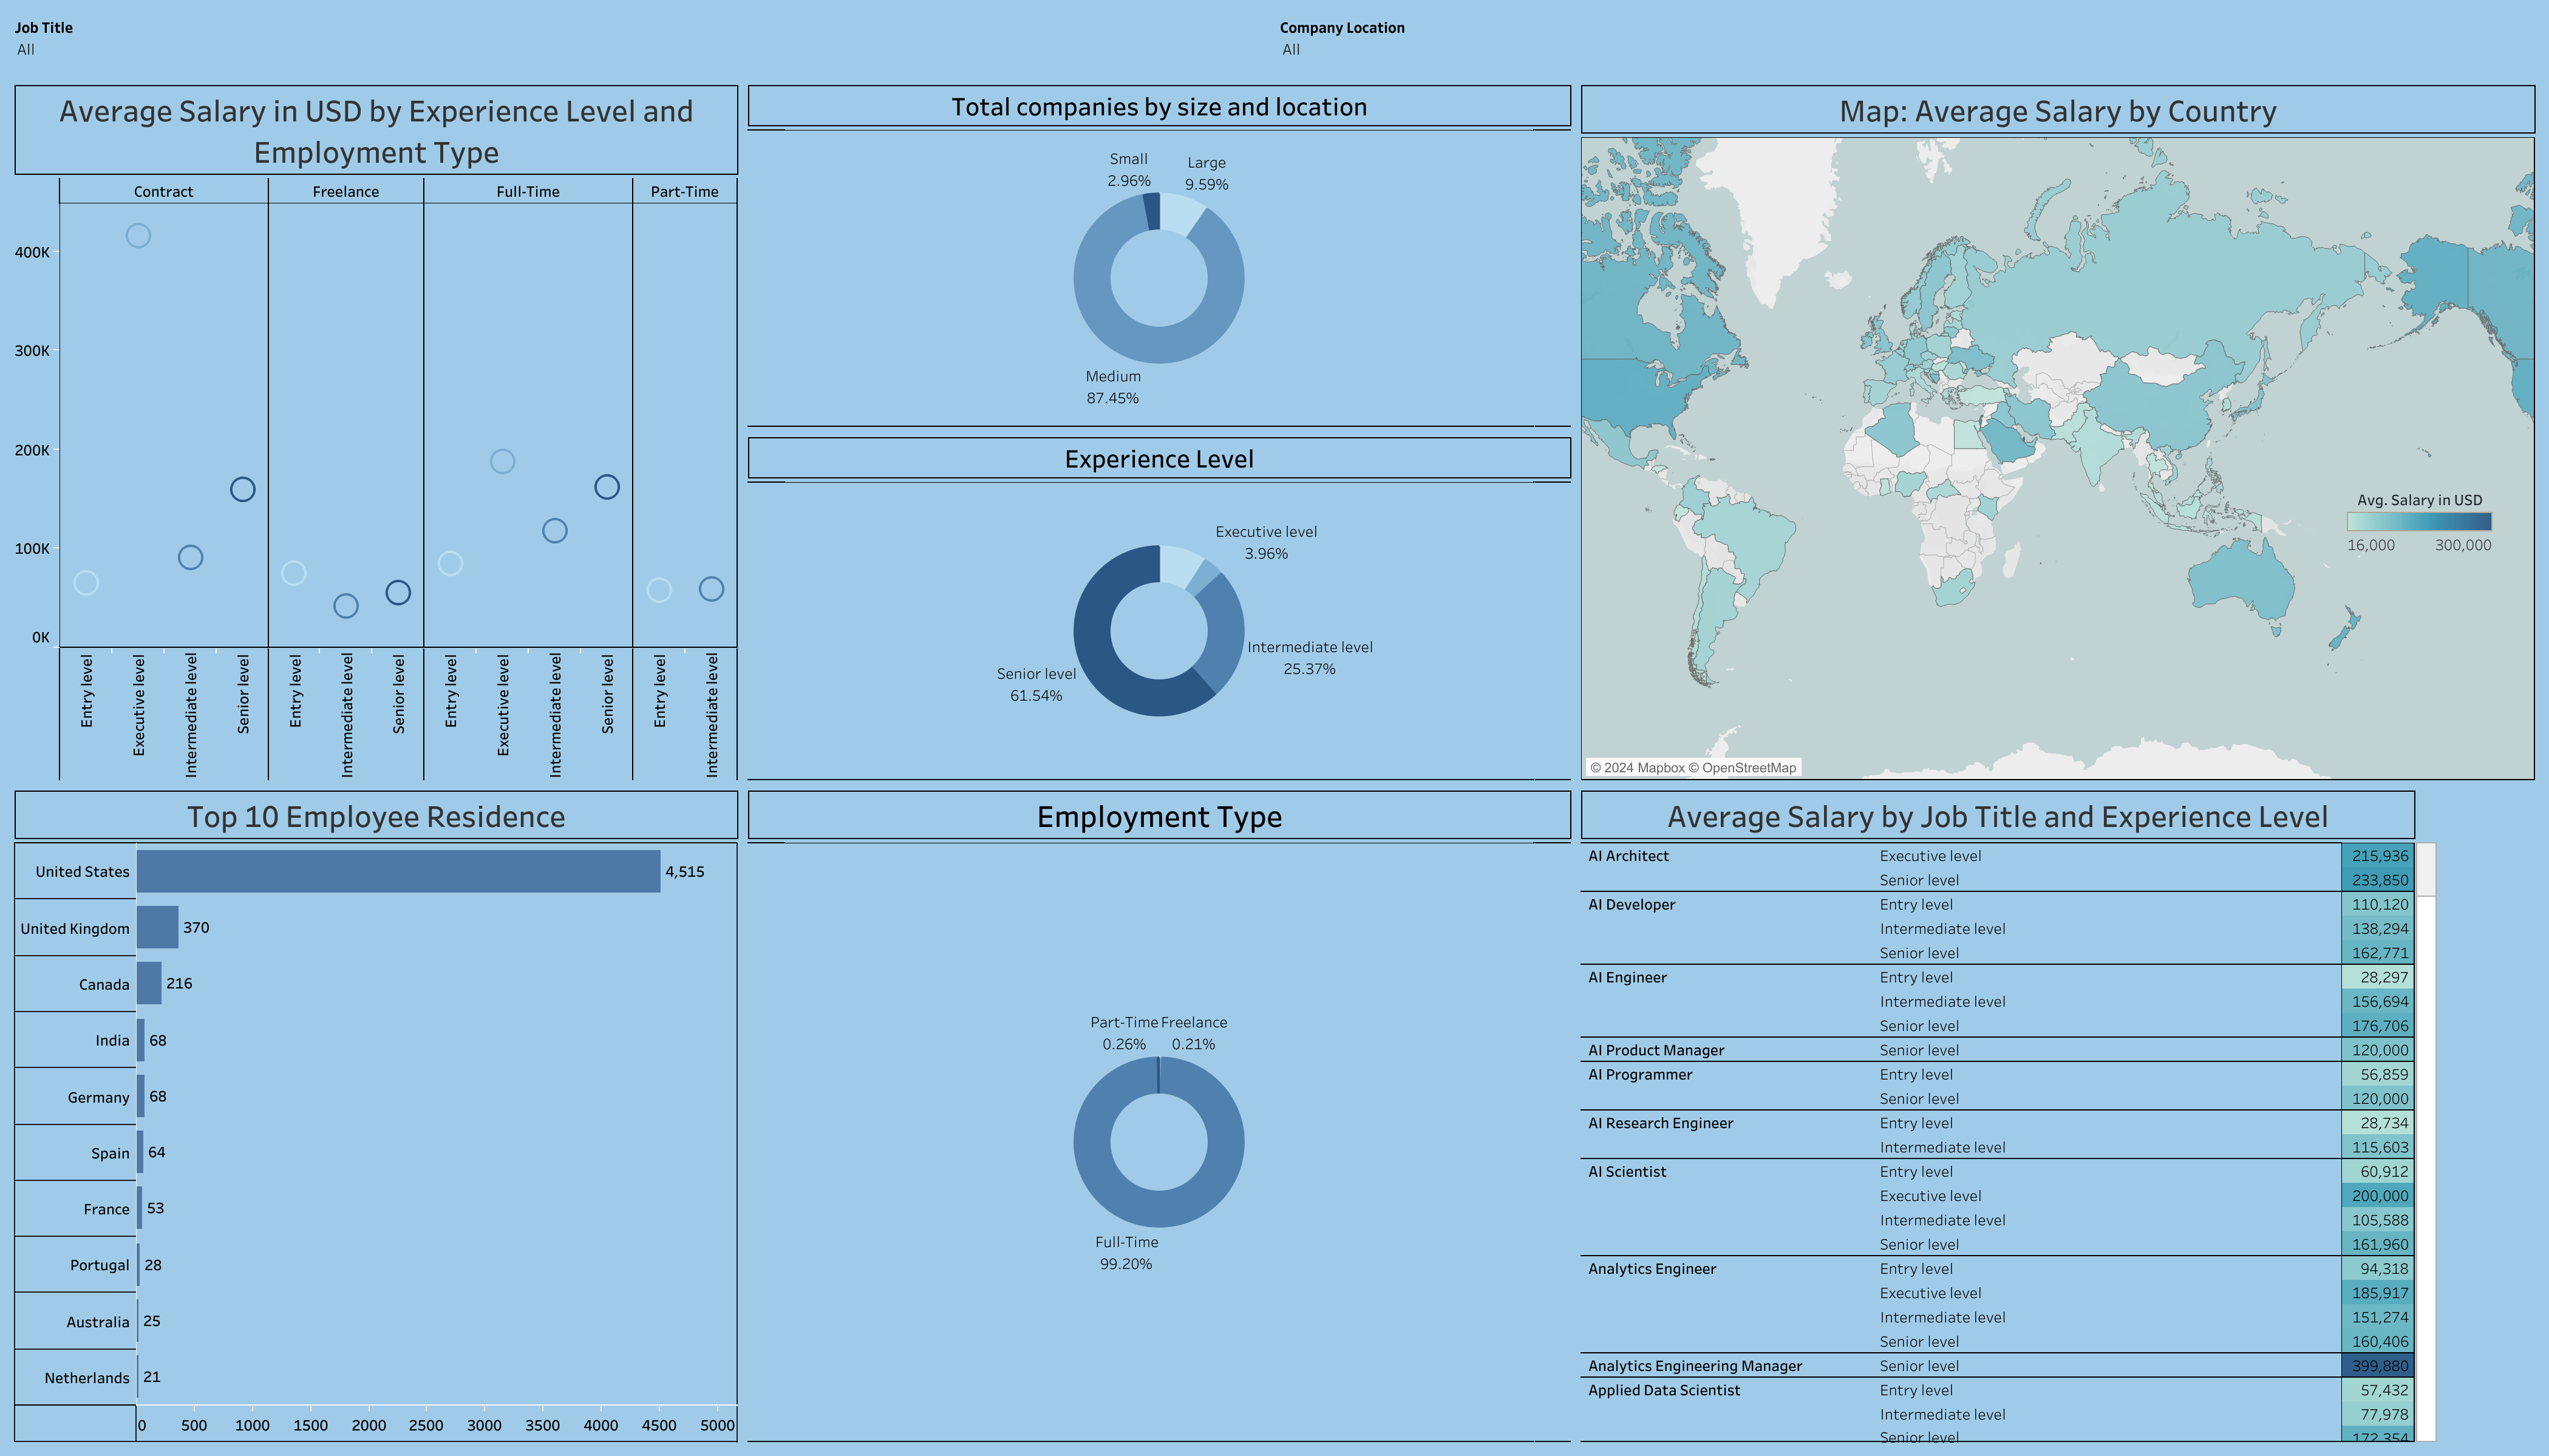 Job Title
All
Company Location
All
Average Salary in USD by Experience Level and
Employment Type
Contract
Freelance
Full-Time
Part-Time
400K
300K
200K
100K
0K
Entry level
Executive level
Intermediate level
Senior level
Entry level
Intermediate level
Senior level
Entry level
Executive level
Intermediate level
Senior level
Entry level
Intermediate level
Total companies by size and location
Small
2.96%
Large
9.59%
Medium
87.45%
Experience Level
Executive level
3.96%
Intermediate level
25.37%
Senior level
61.54%
Map: Average Salary by Country
Avg. Salary in USD
16,000 300,000
© 2024 Mapbox © OpenStreetMap
Top 10 Employee Residence
United States 4,515
United Kingdom 370
Canada 216
India 68
Germany 68
Spain 64
France 53
Portugal 28
Australia 25
Netherlands 21
0 500 1000 1500 2000 2500 3000 3500 4000 4500 5000
Employment Type
Part-Time
0.26%
Freelance
0.21%
Full-Time
99.20%
Average Salary by Job Title and Experience Level
AI Architect Executive level 215,936
Senior level 233,850
AI Developer Entry level 110,120
Intermediate level 138,294
Senior level 162,771
AI Engineer Entry level 28,297
Intermediate level 156,694
Senior level 176,706
AI Product Manager Senior level 120,000
AI Programmer Entry level 56,859
Senior level 120,000
AI Research Engineer Entry level 28,734
Intermediate level 115,603
AI Scientist Entry level 60,912
Executive level 200,000
Intermediate level 105,588
Senior level 161,960
Analytics Engineer Entry level 94,318
Executive level 185,917
Intermediate level 151,274
Senior level 160,406
Analytics Engineering Manager Senior level 399,880
Applied Data Scientist Entry level 57,432
Intermediate level 77,978
Senior level 172,354